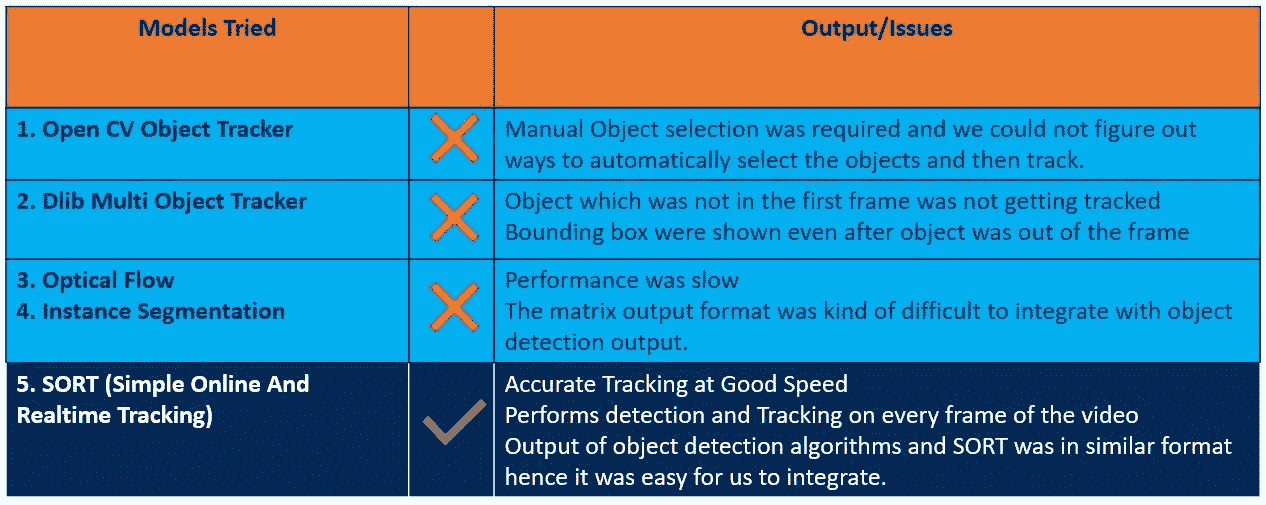 Models Tried
Output/Issues
1. Open CV Object Tracker
Manual Object selection was required and we could not figure out
ways to automatically select the objects and then track.
2. Dlib Multi Object Tracker
Object which was not in the first frame was not getting tracked
Bounding box were shown even after object was out of the frame
3. Optical Flow
4. Instance Segmentation
Performance was slow
The matrix output format was kind of difficult to integrate with object
detection output.
5. SORT (Simple Online And
Realtime Tracking)
Accurate Tracking at Good Speed
Performs detection and Tracking on every frame of the video
Output of object detection algorithms and SORT was in similar format
hence it was easy for us to integrate.